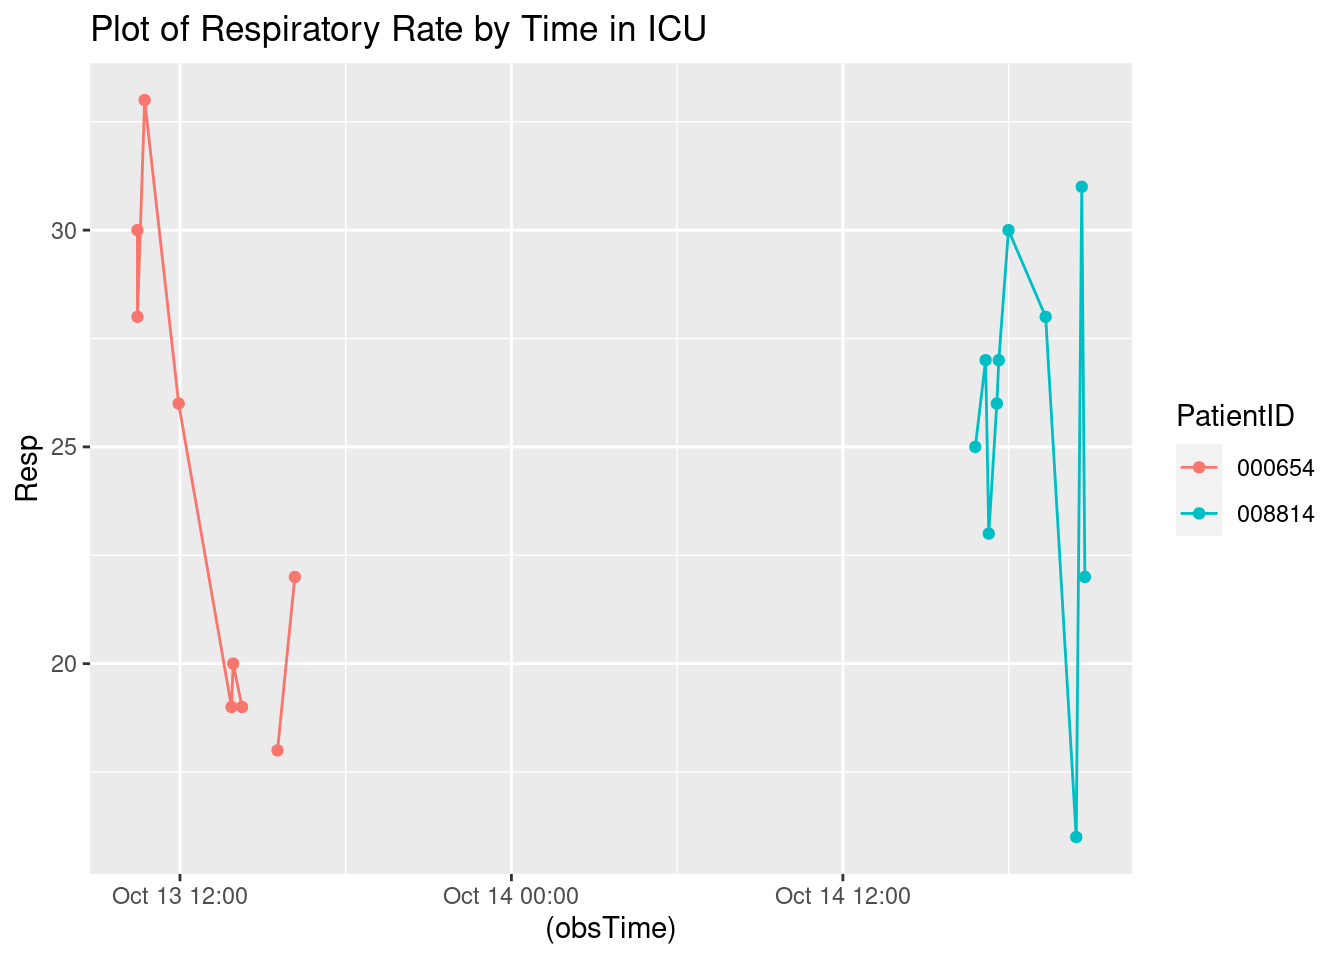 Plot of Respiratory Rate by Time in ICU
30
25
20
Resp
Oct 13 12:00
Oct 14 00:00
Oct 14 12:00
(obsTime)
PatientID
000654
008814